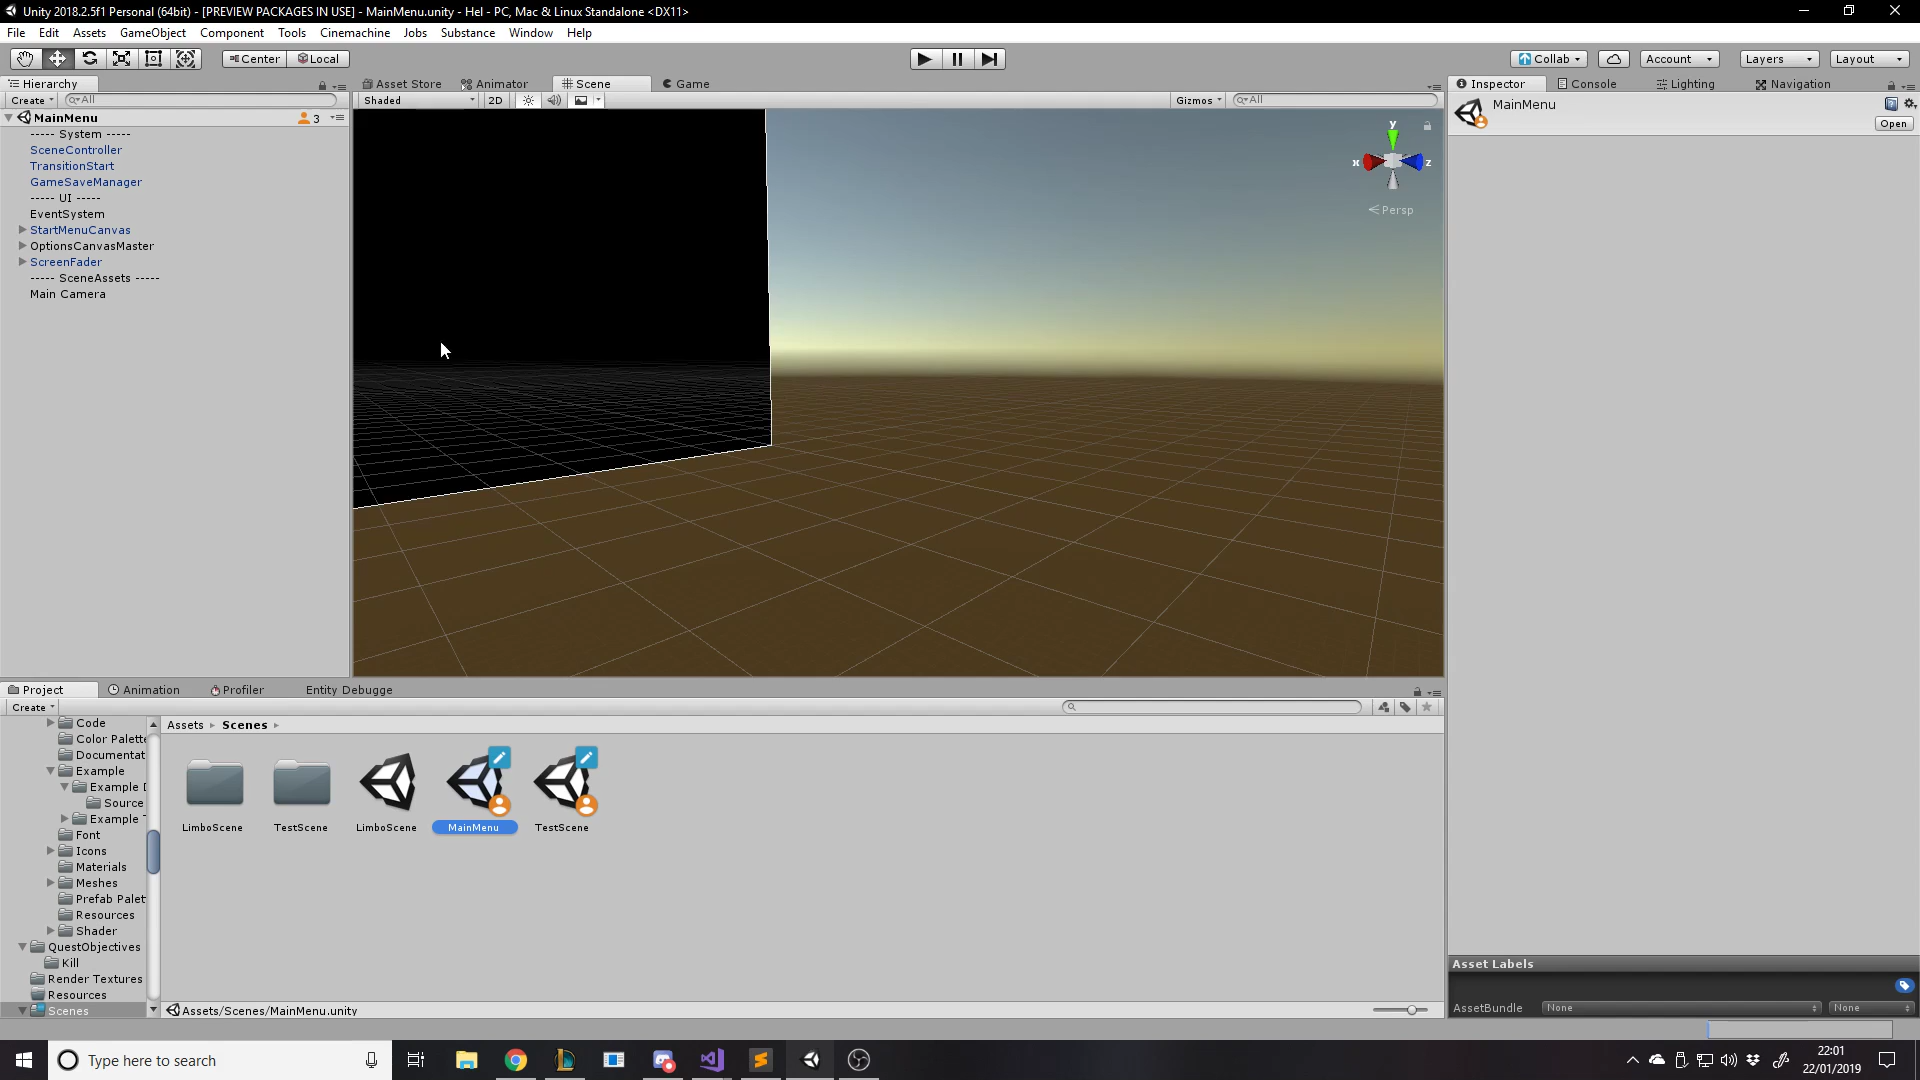 Unity 2018.2.5f1 Personal (64bit) - [PREVIEW PACKAGES IN USE] - MainMenu.unity - Hel - PC, Mac & Linux Standalone <DX11>
File Edit Assets GameObject Component Tools Cinemachine Jobs Substance Window Help
Center Local Collab Account Layers Layout
Hierarchy Asset Store Animator Scene Game Inspector Console Lighting Navigation
Create All Shaded 2D Gizmos All
MainMenu 3
MainMenu
Open
----- System -----
SceneController
TransitionStart
GameSaveManager
----- UI -----
EventSystem
StartMenuCanvas
OptionsCanvasMaster
ScreenFader
----- SceneAssets -----
Main Camera
y
x z
Persp
Project Animation Profiler Entity Debugge
Create
Assets Scenes
Code
Color Palett
Documentat
Example
Example D
Source
Example T
Font
Icons
Materials
Meshes
Prefab Palet
Resources
Shader
QuestObjectives
Kill
Render Textures
Resources
Scenes
LimboScene TestScene LimboScene MainMenu TestScene
Assets/Scenes/MainMenu.unity
Asset Labels
AssetBundle None None
Type here to search
22:01
22/01/2019